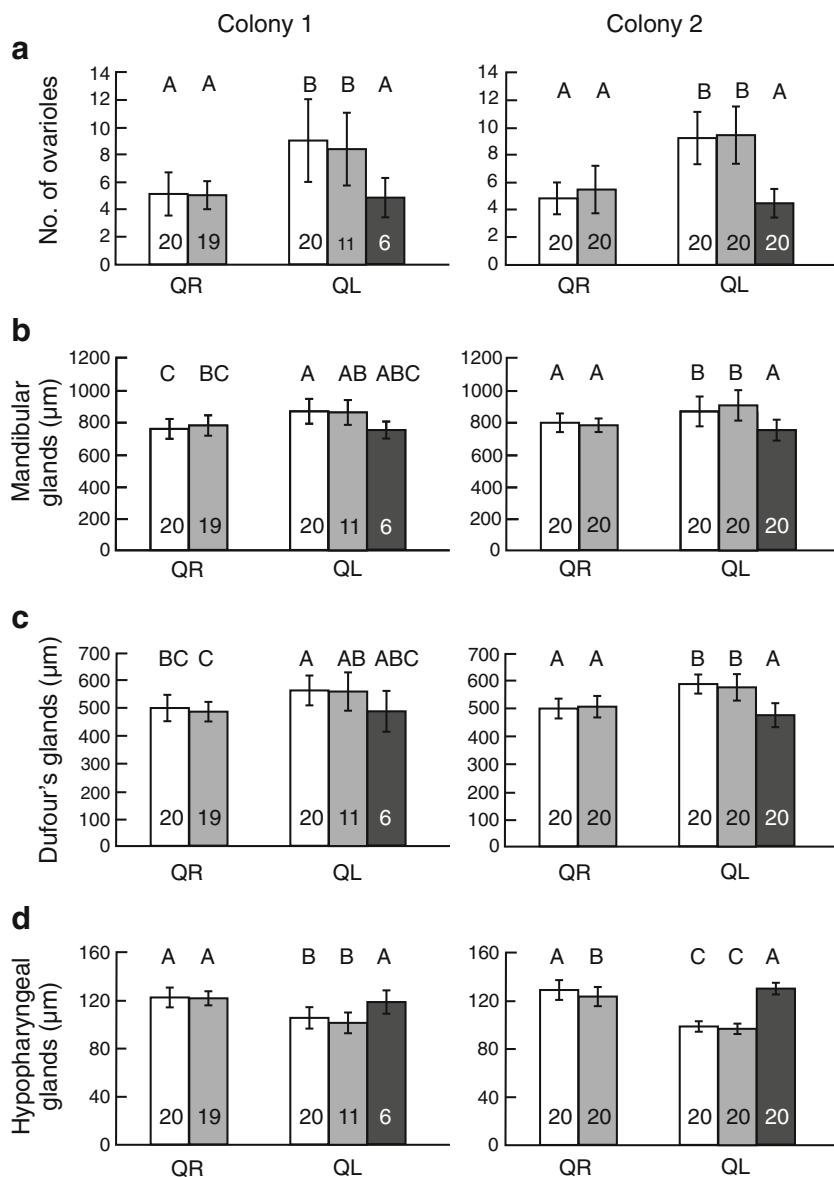 Colony 1
Colony 2
a
No. of ovarioles
14
12
10
8
6
4
2
0
A A B B A
20 19 20 11 6
QR QL
14
12
10
8
6
4
2
0
A A B B A
20 20 20 20 20
QR QL
b
Mandibular
glands (μm)
1200
1000
800
600
400
200
0
C BC A AB ABC
20 19 20 11 6
QR QL
1200
1000
800
600
400
200
0
A A B B A
20 20 20 20 20
QR QL
c
Dufour's glands (μm)
700
600
500
400
300
200
100
0
BC C A AB ABC
20 19 20 11 6
QR QL
700
600
500
400
300
200
100
0
A A B B A
20 20 20 20 20
QR QL
d
Hypopharyngeal
glands (μm)
160
120
80
40
0
A A B B A
20 19 20 11 6
QR QL
160
120
80
40
0
A B C C A
20 20 20 20 20
QR QL